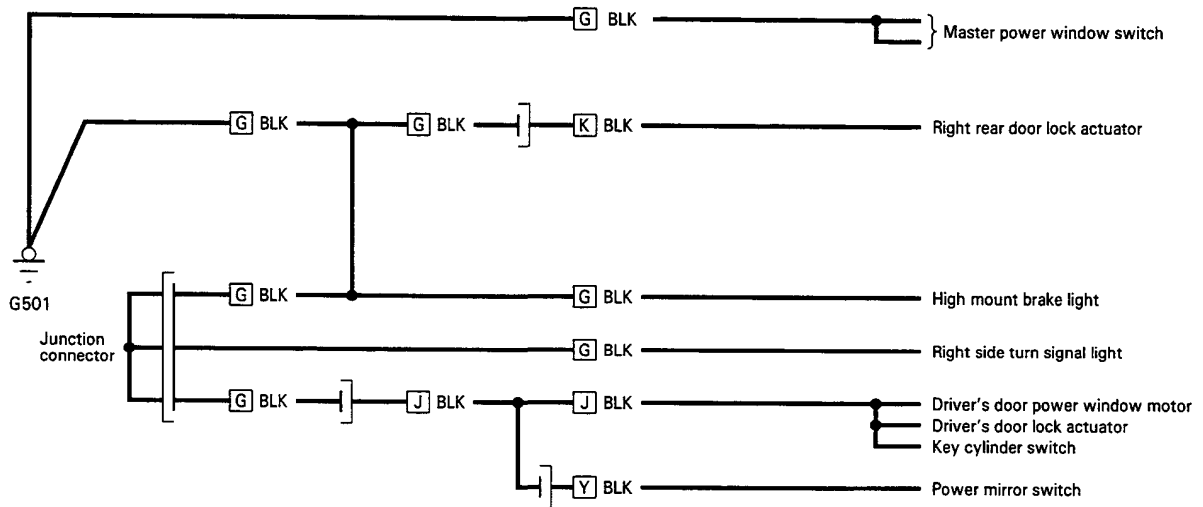 G BLK
Master power window switch
G BLK G BLK K BLK Right rear door lock actuator
G501
G BLK G BLK High mount brake light
Junction
connector
G BLK Right side turn signal light
G BLK J BLK J BLK Driver's door power window motor
Driver's door lock actuator
Key cylinder switch
Y BLK Power mirror switch